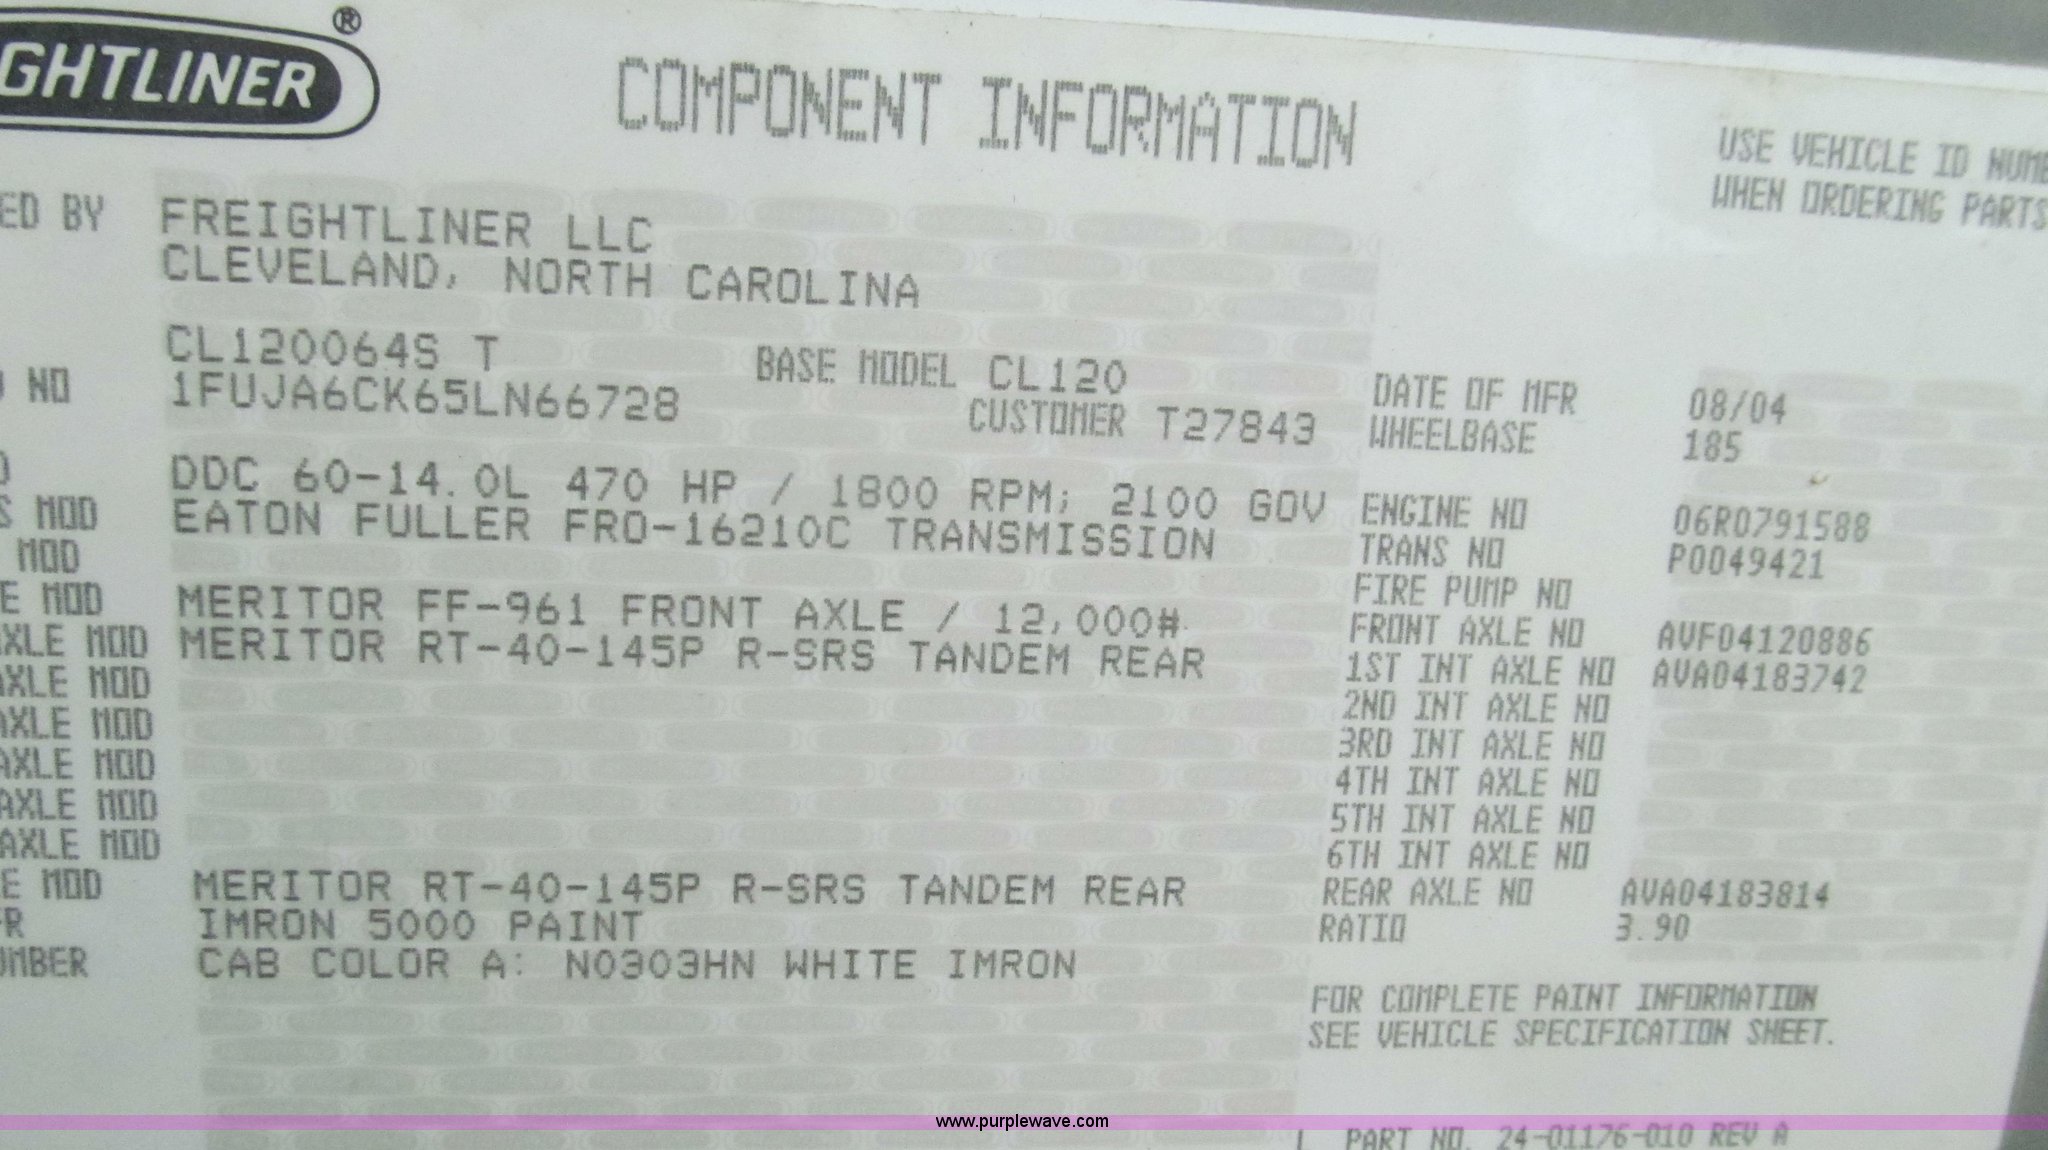 GHTLINER ®
COMPONENT INFORMATION
USE VEHICLE ID NUMB
WHEN ORDERING PARTS
ED BY FREIGHTLINER LLC
CLEVELAND, NORTH CAROLINA
CL120064S T BASE MODEL CL120
NO 1FUJA6CK65LN66728 CUSTOMER T27843
DATE OF MFR 08/04
WHEELBASE 185
DDC 60-14.0L 470 HP / 1800 RPM; 2100 GOV
S MOD EATON FULLER FRO-16210C TRANSMISSION
MOD
E MOD MERITOR FF-961 FRONT AXLE / 12,000#
AXLE MOD MERITOR RT-40-145P R-SRS TANDEM REAR
AXLE MOD
AXLE MOD
AXLE MOD
AXLE MOD
AXLE MOD
E MOD MERITOR RT-40-145P R-SRS TANDEM REAR
FR IMRON 5000 PAINT
UMBER CAB COLOR A: N0303HN WHITE IMRON
ENGINE NO 06R0791588
TRANS NO P0049421
FIRE PUMP NO
FRONT AXLE NO AVF04120886
1ST INT AXLE NO AVA04183742
2ND INT AXLE NO
3RD INT AXLE NO
4TH INT AXLE NO
5TH INT AXLE NO
6TH INT AXLE NO
REAR AXLE NO AVA04183814
RATIO 3.90
FOR COMPLETE PAINT INFORMATION
SEE VEHICLE SPECIFICATION SHEET.
PART NO. 24-01176-010 REV A
www.purplewave.com